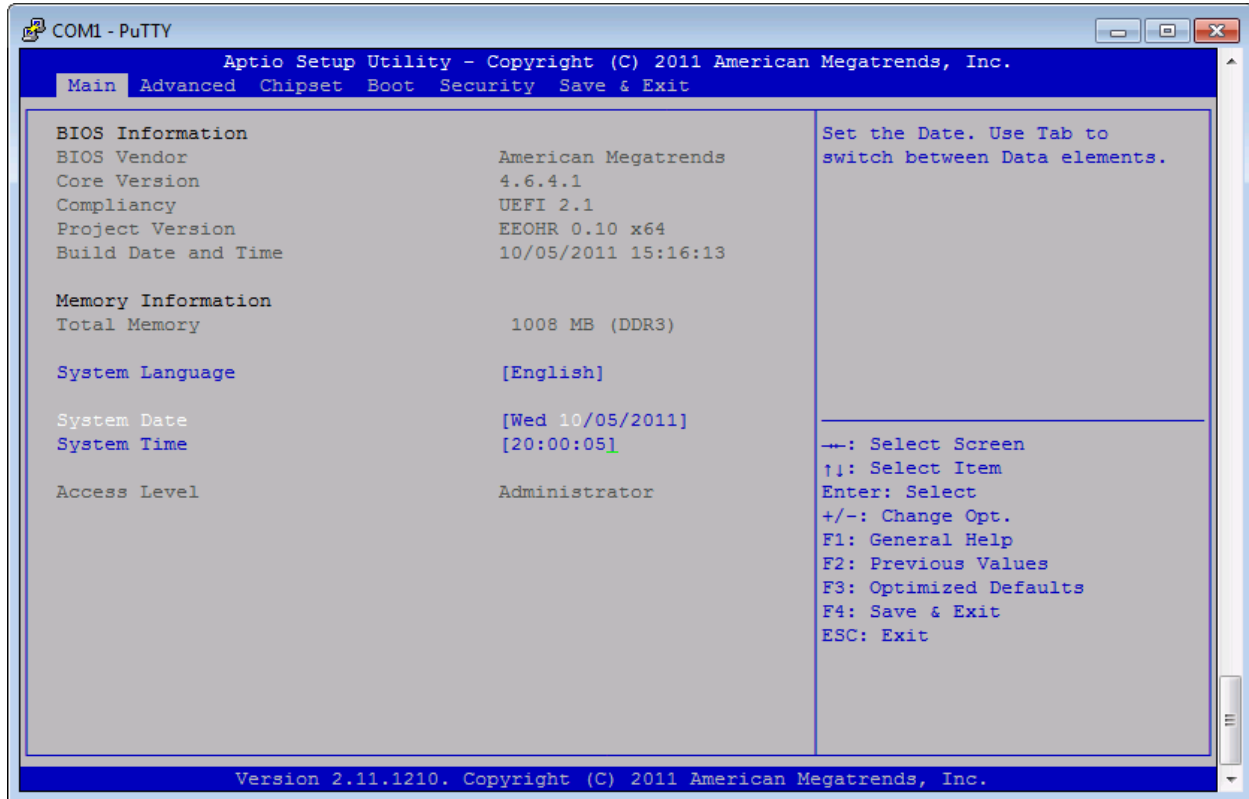 COM1 - PuTTY
Aptio Setup Utility - Copyright (C) 2011 American Megatrends, Inc.
Main Advanced Chipset Boot Security Save & Exit
BIOS Information
BIOS Vendor American Megatrends
Core Version 4.6.4.1
Compliancy UEFI 2.1
Project Version EEOHR 0.10 x64
Build Date and Time 10/05/2011 15:16:13
Memory Information
Total Memory 1008 MB (DDR3)
System Language [English]
System Date [Wed 10/05/2011]
System Time [20:00:05]
Access Level Administrator
Set the Date. Use Tab to
switch between Data elements.
→←: Select Screen
↑↓: Select Item
Enter: Select
+/-: Change Opt.
F1: General Help
F2: Previous Values
F3: Optimized Defaults
F4: Save & Exit
ESC: Exit
Version 2.11.1210. Copyright (C) 2011 American Megatrends, Inc.